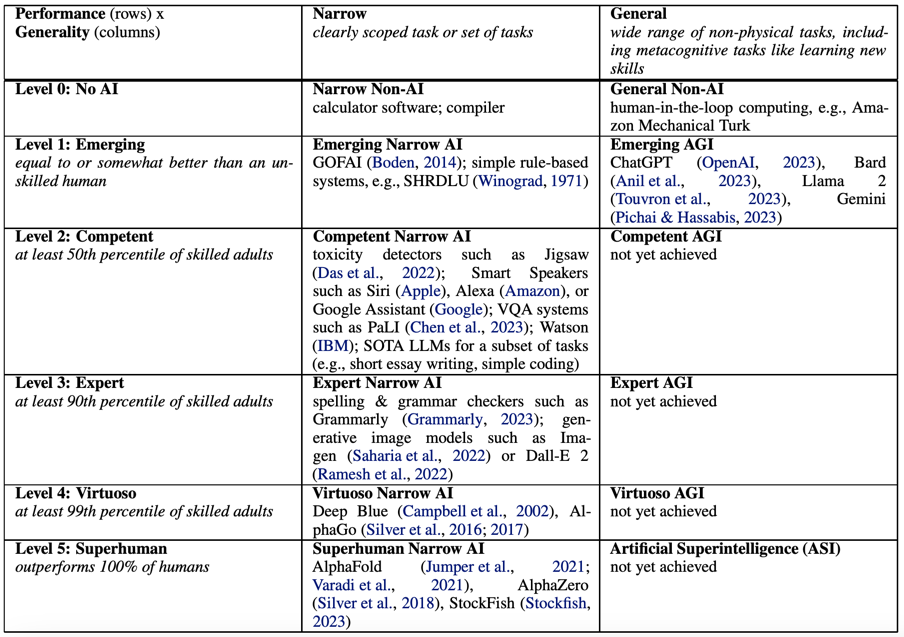 Performance (rows) x
Generality (columns)
Narrow
clearly scoped task or set of tasks
General
wide range of non-physical tasks, includ-
ing metacognitive tasks like learning new
skills
Level 0: No AI
Narrow Non-AI
calculator software; compiler
General Non-AI
human-in-the-loop computing, e.g., Ama-
zon Mechanical Turk
Level 1: Emerging
equal to or somewhat better than an un-
skilled human
Emerging Narrow AI
GOFAI (Boden, 2014); simple rule-based
systems, e.g., SHRDLU (Winograd, 1971)
Emerging AGI
ChatGPT (OpenAI, 2023), Bard
(Anil et al., 2023), Llama 2
(Touvron et al., 2023), Gemini
(Pichai & Hassabis, 2023)
Level 2: Competent
at least 50th percentile of skilled adults
Competent Narrow AI
toxicity detectors such as Jigsaw
(Das et al., 2022); Smart Speakers
such as Siri (Apple), Alexa (Amazon), or
Google Assistant (Google); VQA systems
such as PaLI (Chen et al., 2023); Watson
(IBM); SOTA LLMs for a subset of tasks
(e.g., short essay writing, simple coding)
Competent AGI
not yet achieved
Level 3: Expert
at least 90th percentile of skilled adults
Expert Narrow AI
spelling & grammar checkers such as
Grammarly (Grammarly, 2023); gen-
erative image models such as Ima-
gen (Saharia et al., 2022) or Dall-E 2
(Ramesh et al., 2022)
Expert AGI
not yet achieved
Level 4: Virtuoso
at least 99th percentile of skilled adults
Virtuoso Narrow AI
Deep Blue (Campbell et al., 2002), Al-
phaGo (Silver et al., 2016; 2017)
Virtuoso AGI
not yet achieved
Level 5: Superhuman
outperforms 100% of humans
Superhuman Narrow AI
AlphaFold (Jumper et al., 2021;
Varadi et al., 2021), AlphaZero
(Silver et al., 2018), StockFish (Stockfish,
2023)
Artificial Superintelligence (ASI)
not yet achieved